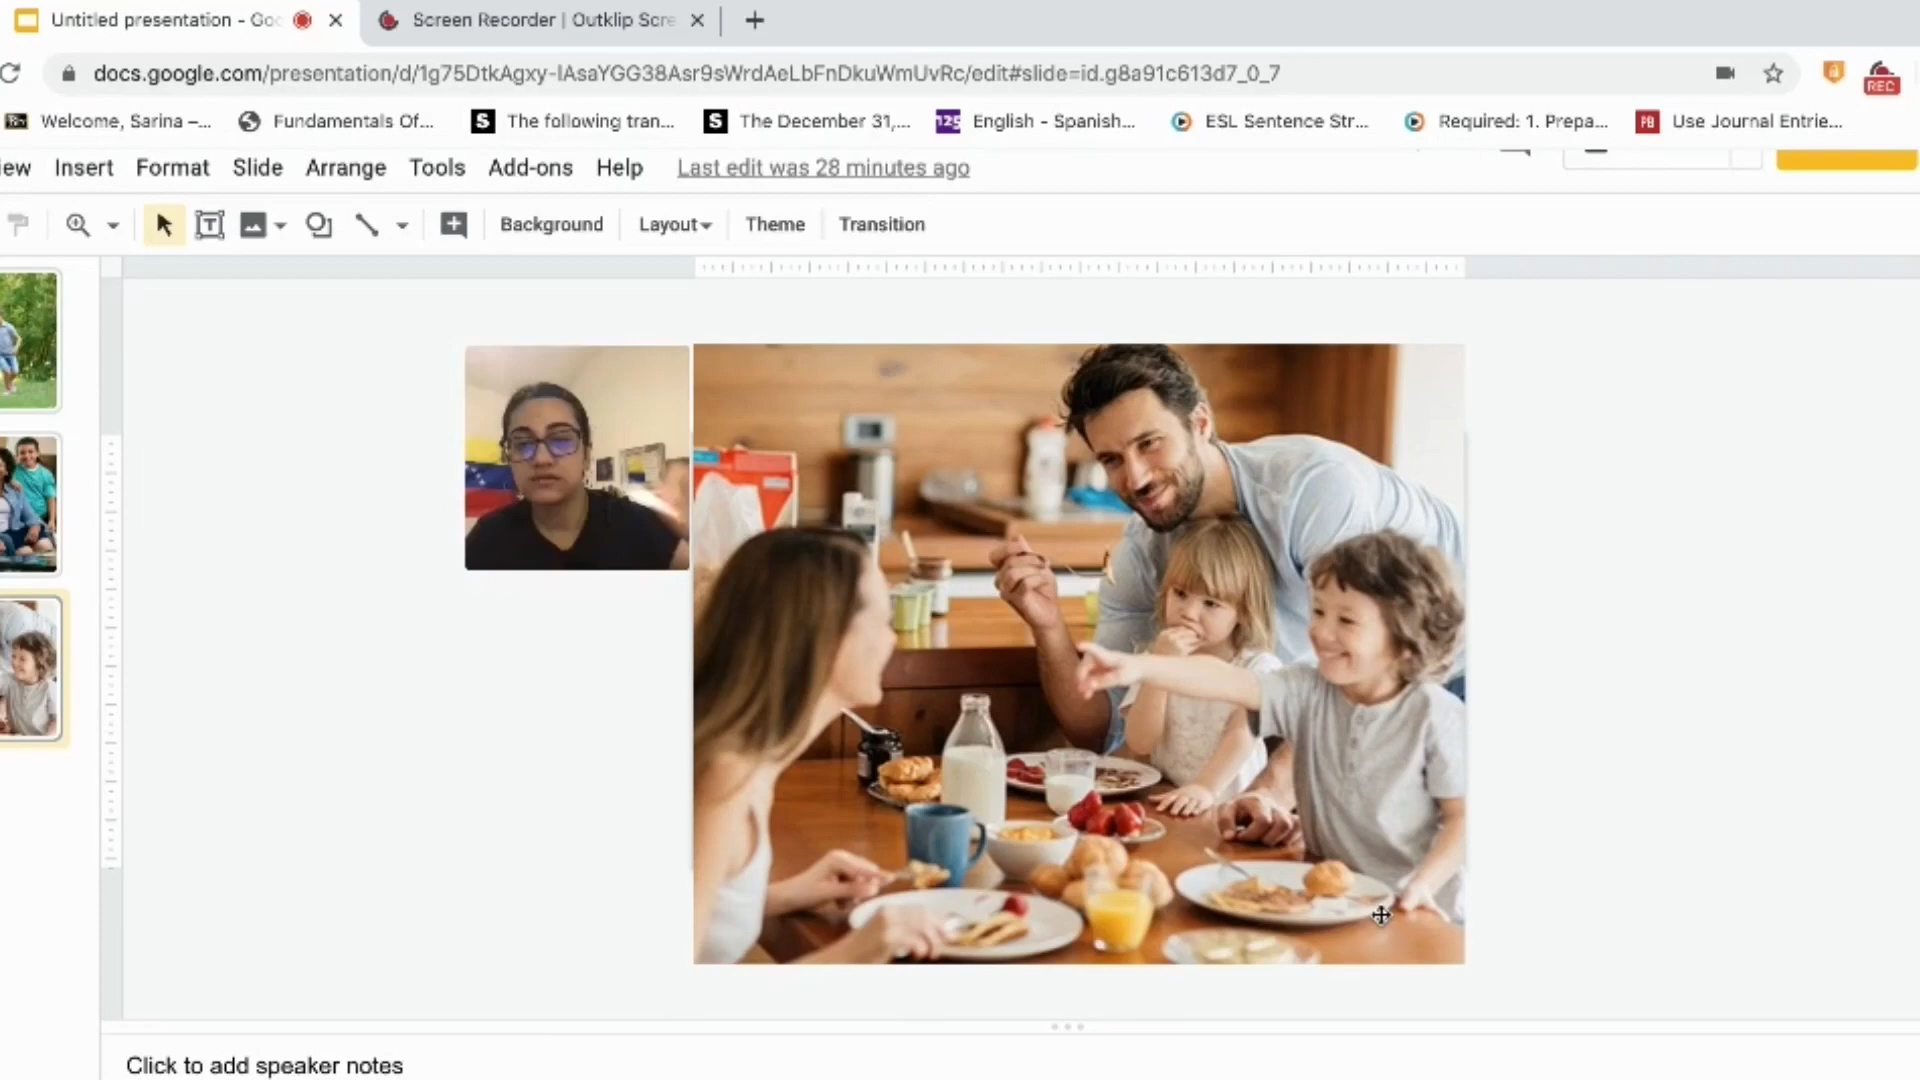 Untitled presentation - Goo
Screen Recorder | Outklip Scre
docs.google.com/presentation/d/1g75DtkAgxy-IAsaYGG38Asr9sWrdAeLbFnDkuWmUvRc/edit#slide=id.g8a91c613d7_0_7
REC
Welcome, Sarina –...
Fundamentals Of...
S The following tran...
S The December 31,...
125 English - Spanish...
ESL Sentence Str...
Required: 1. Prepa...
FB Use Journal Entrie...
iew Insert Format Slide Arrange Tools Add-ons Help Last edit was 28 minutes ago
Background Layout Theme Transition
Click to add speaker notes